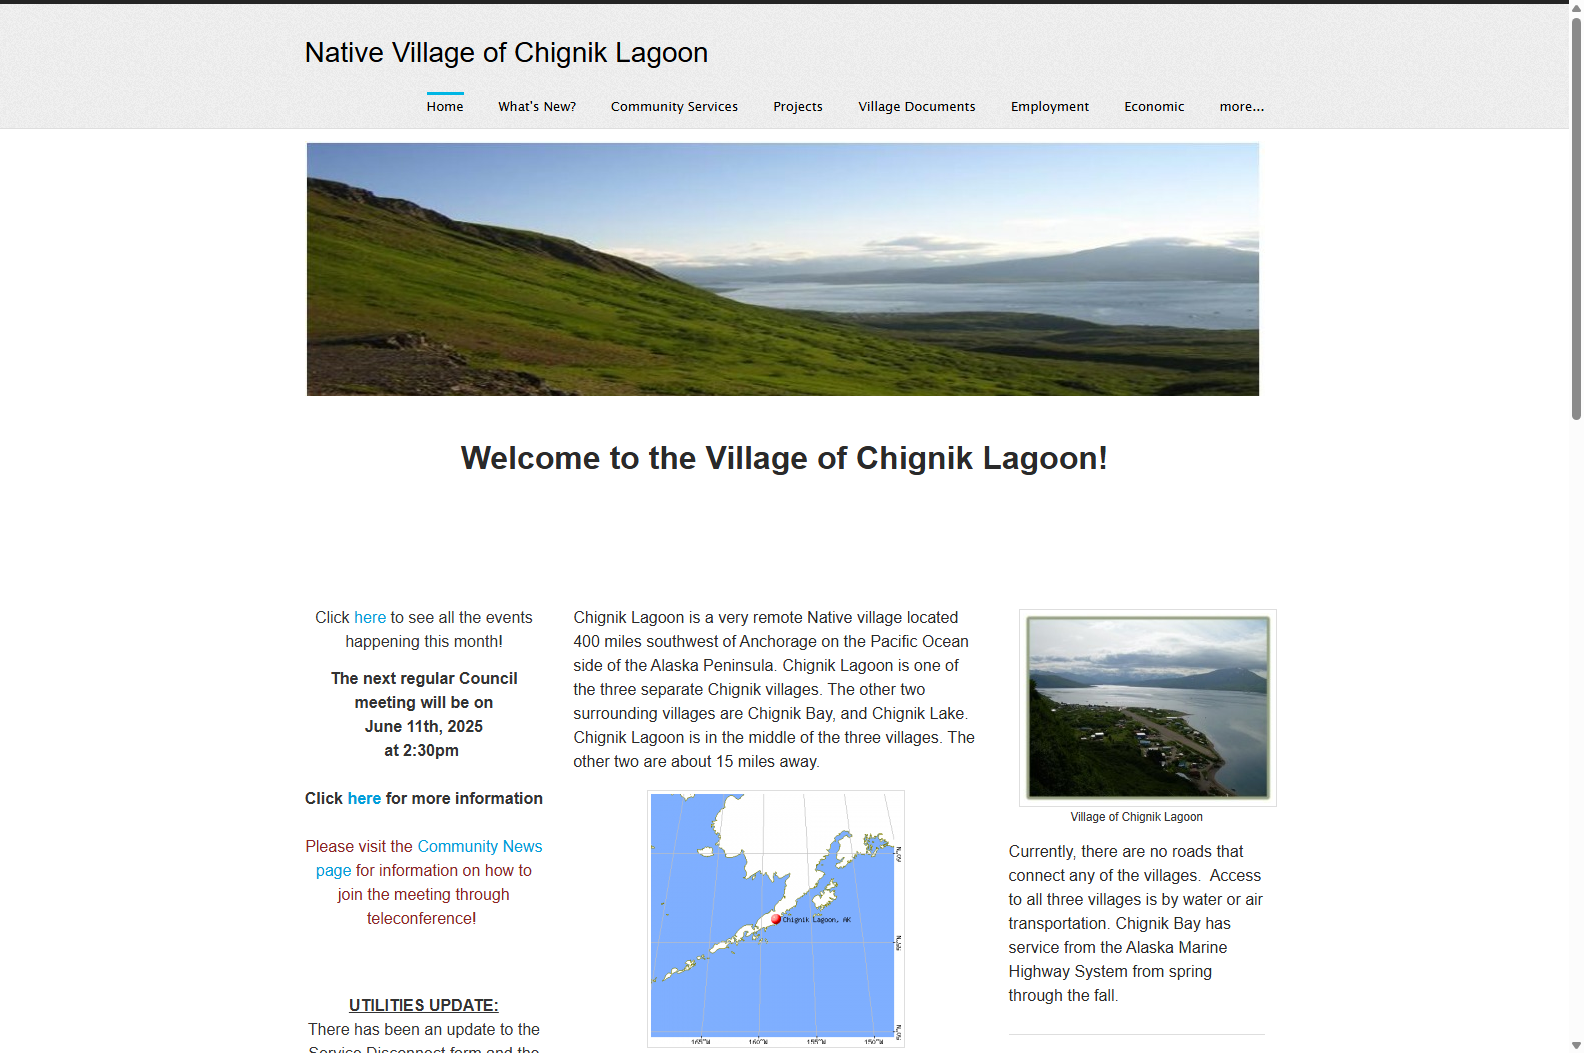 Native Village of Chignik Lagoon
Home What's New? Community Services Projects Village Documents Employment Economic more...
Welcome to the Village of Chignik Lagoon!
Click here to see all the events
happening this month!
The next regular Council
meeting will be on
June 11th, 2025
at 2:30pm
Click here for more information
Please visit the Community News
page for information on how to
join the meeting through
teleconference!
UTILITIES UPDATE:
There has been an update to the
Service Disconnect form and the
Chignik Lagoon is a very remote Native village located
400 miles southwest of Anchorage on the Pacific Ocean
side of the Alaska Peninsula. Chignik Lagoon is one of
the three separate Chignik villages. The other two
surrounding villages are Chignik Bay, and Chignik Lake.
Chignik Lagoon is in the middle of the three villages. The
other two are about 15 miles away.
Chignik Lagoon, AK
60°N
55°N
50°N
165°W 160°W 155°W 150°W
Village of Chignik Lagoon
Currently, there are no roads that
connect any of the villages.  Access
to all three villages is by water or air
transportation. Chignik Bay has
service from the Alaska Marine
Highway System from spring
through the fall.